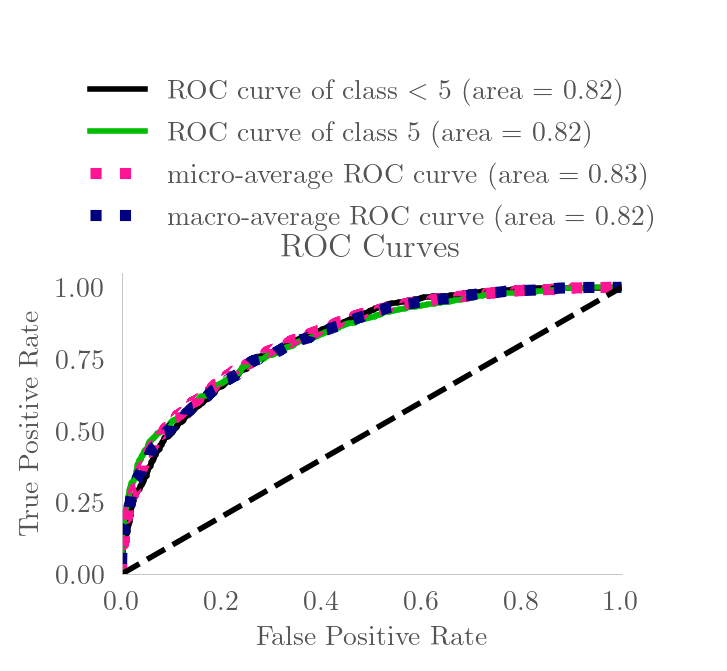 ROC curve of class < 5 (area = 0.82)
ROC curve of class 5 (area = 0.82)
micro-average ROC curve (area = 0.83)
macro-average ROC curve (area = 0.82)
ROC Curves
1.00
0.75
0.50
0.25
0.00
True Positive Rate
0.0 0.2 0.4 0.6 0.8 1.0
False Positive Rate